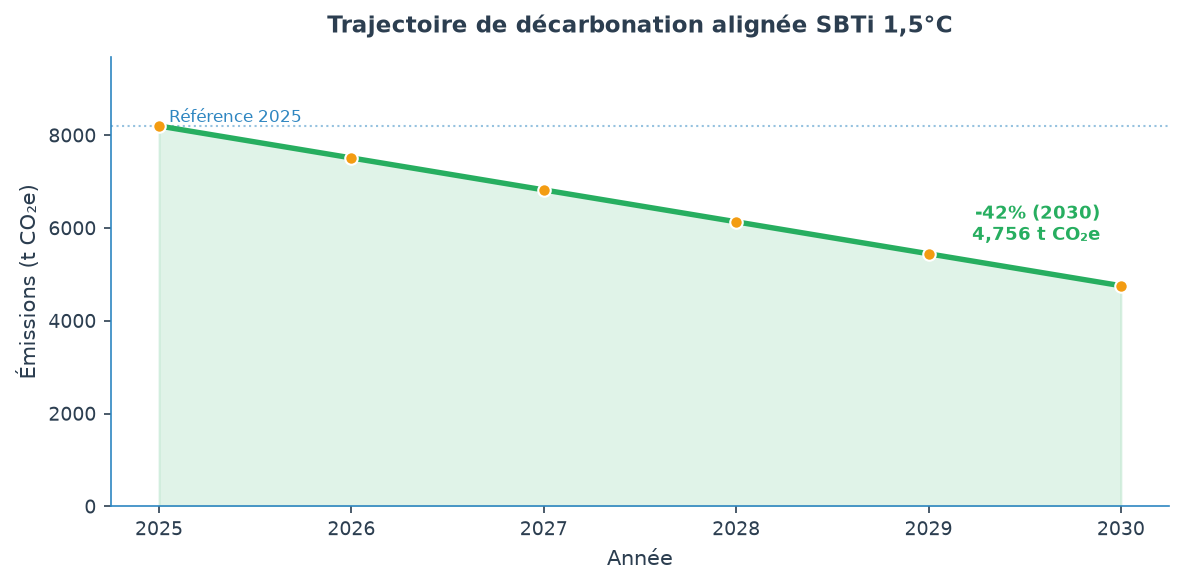 Trajectoire de décarbonation alignée SBTi 1,5°C
Émissions (t CO₂e)
8000
6000
4000
2000
0
Référence 2025
-42% (2030)
4,756 t CO₂e
2025
2026
2027
2028
2029
2030
Année